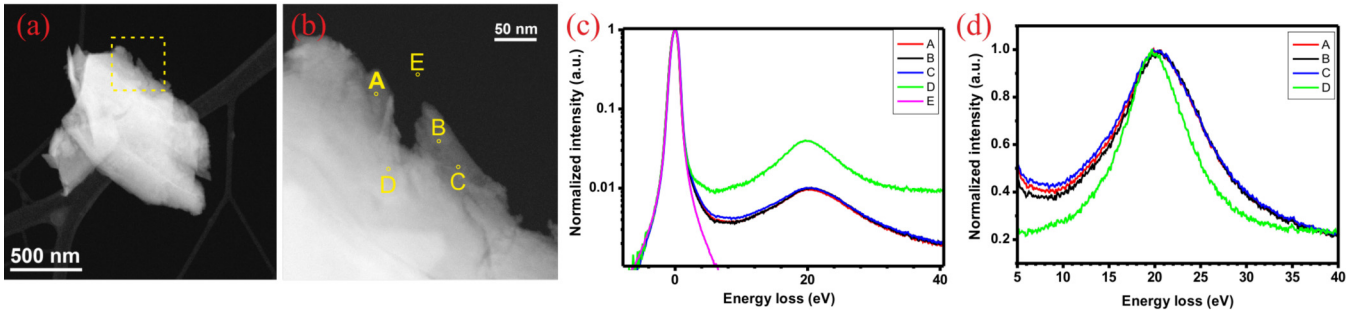 (a)
500 nm
(b)
50 nm
A
E
B
D
C
(c)
Normalized intensity (a.u.)
1
0.1
0.01
0
20
40
Energy loss (eV)
A
B
C
D
E
(d)
Normalized intensity (a.u.)
1.0
0.8
0.6
0.4
0.2
5
10
15
20
25
30
35
40
Energy loss (eV)
A
B
C
D